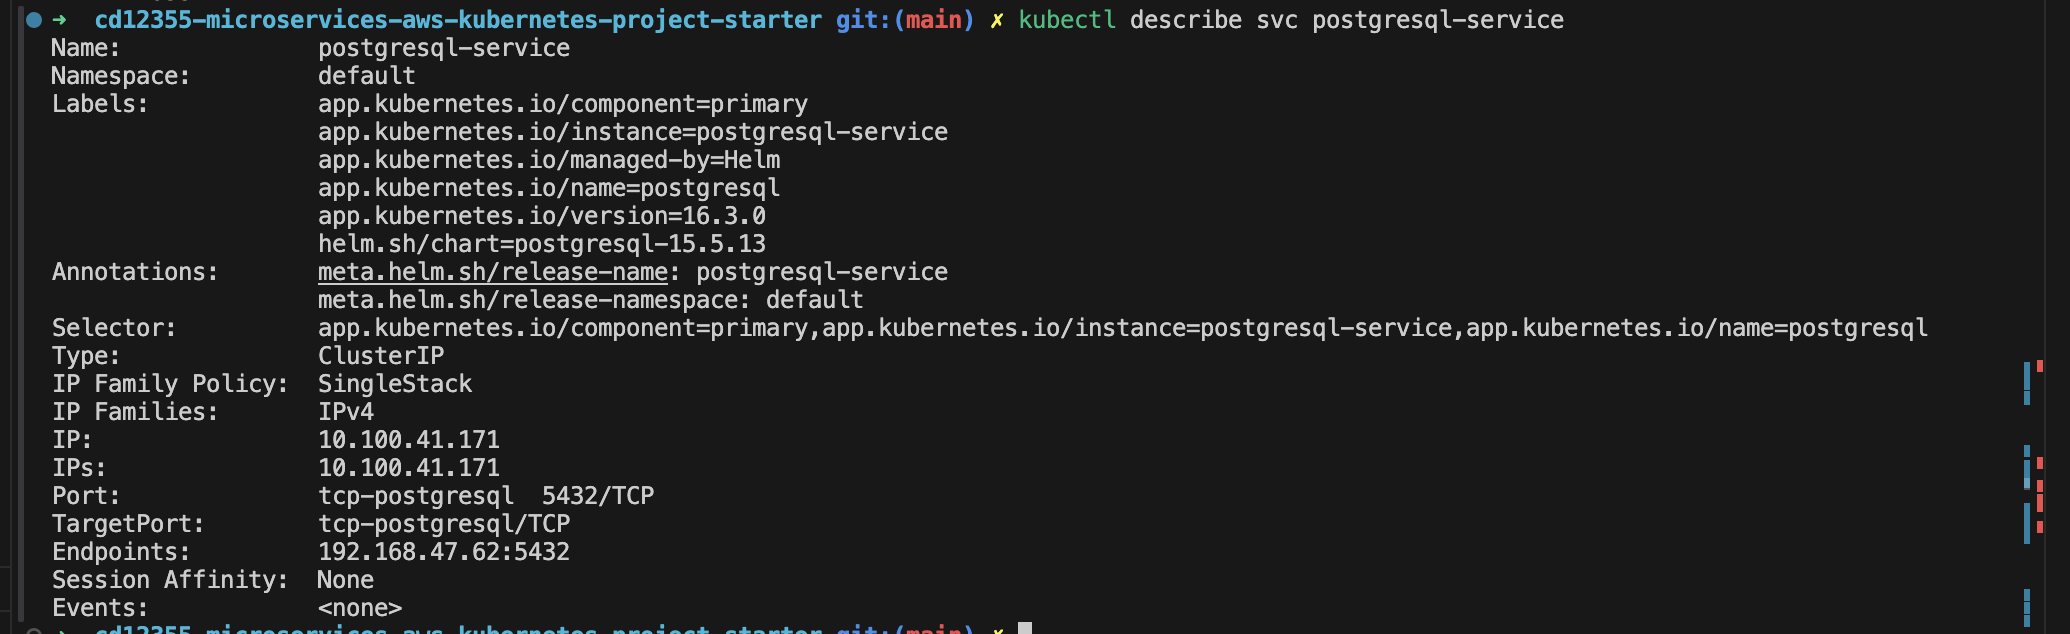 ➜ cd12355-microservices-aws-kubernetes-project-starter git:(main) ✗ kubectl describe svc postgresql-service
Name: postgresql-service
Namespace: default
Labels: app.kubernetes.io/component=primary
app.kubernetes.io/instance=postgresql-service
app.kubernetes.io/managed-by=Helm
app.kubernetes.io/name=postgresql
app.kubernetes.io/version=16.3.0
helm.sh/chart=postgresql-15.5.13
Annotations: meta.helm.sh/release-name: postgresql-service
meta.helm.sh/release-namespace: default
Selector: app.kubernetes.io/component=primary,app.kubernetes.io/instance=postgresql-service,app.kubernetes.io/name=postgresql
Type: ClusterIP
IP Family Policy: SingleStack
IP Families: IPv4
IP: 10.100.41.171
IPs: 10.100.41.171
Port: tcp-postgresql 5432/TCP
TargetPort: tcp-postgresql/TCP
Endpoints: 192.168.47.62:5432
Session Affinity: None
Events: <none>
➜ cd12355-microservices-aws-kubernetes-project-starter git:(main) ✗